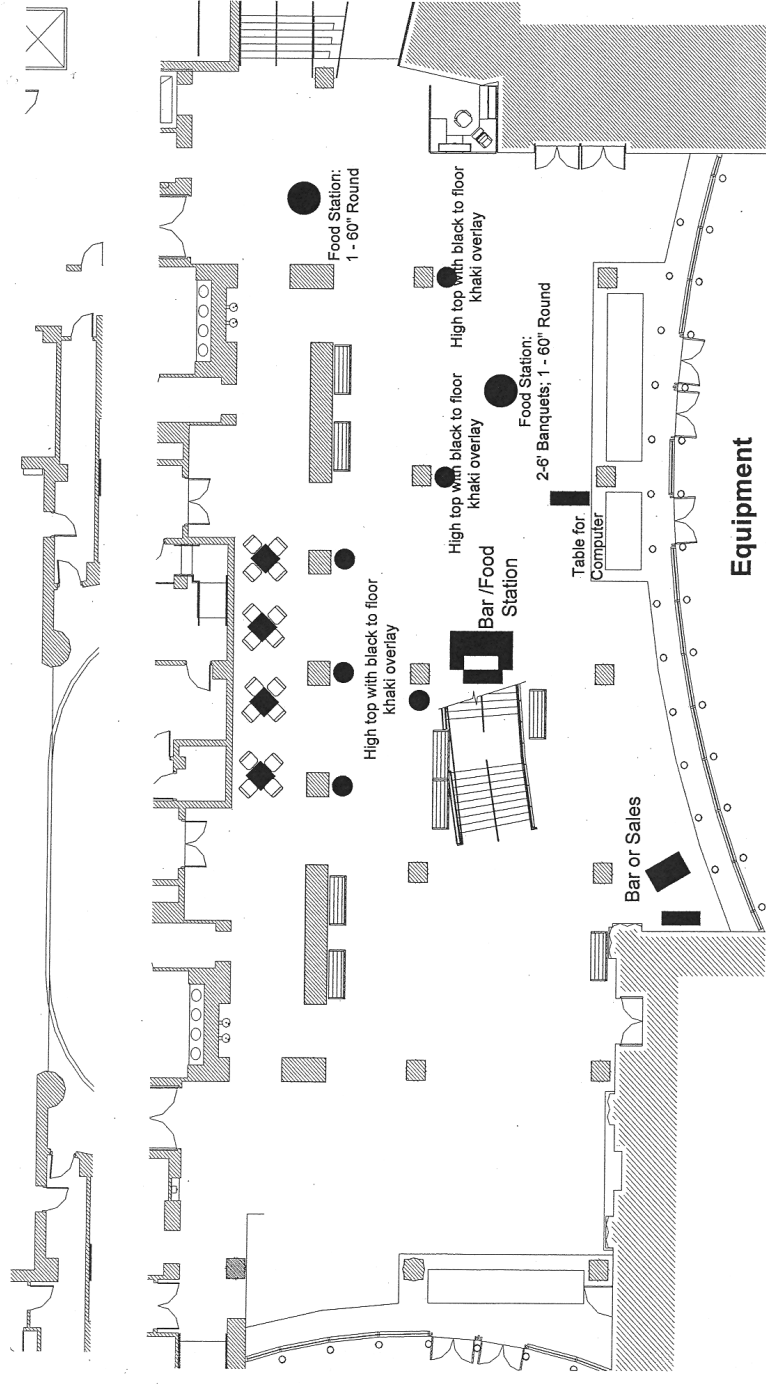 Food Station:
1 - 60" Round
High top with black to floor
khaki overlay
High top with black to floor
khaki overlay
Food Station:
2-6' Banquets; 1 - 60" Round
High top with black to floor
khaki overlay
Bar /Food
Station
Table for
Computer
Bar or Sales
Equipment